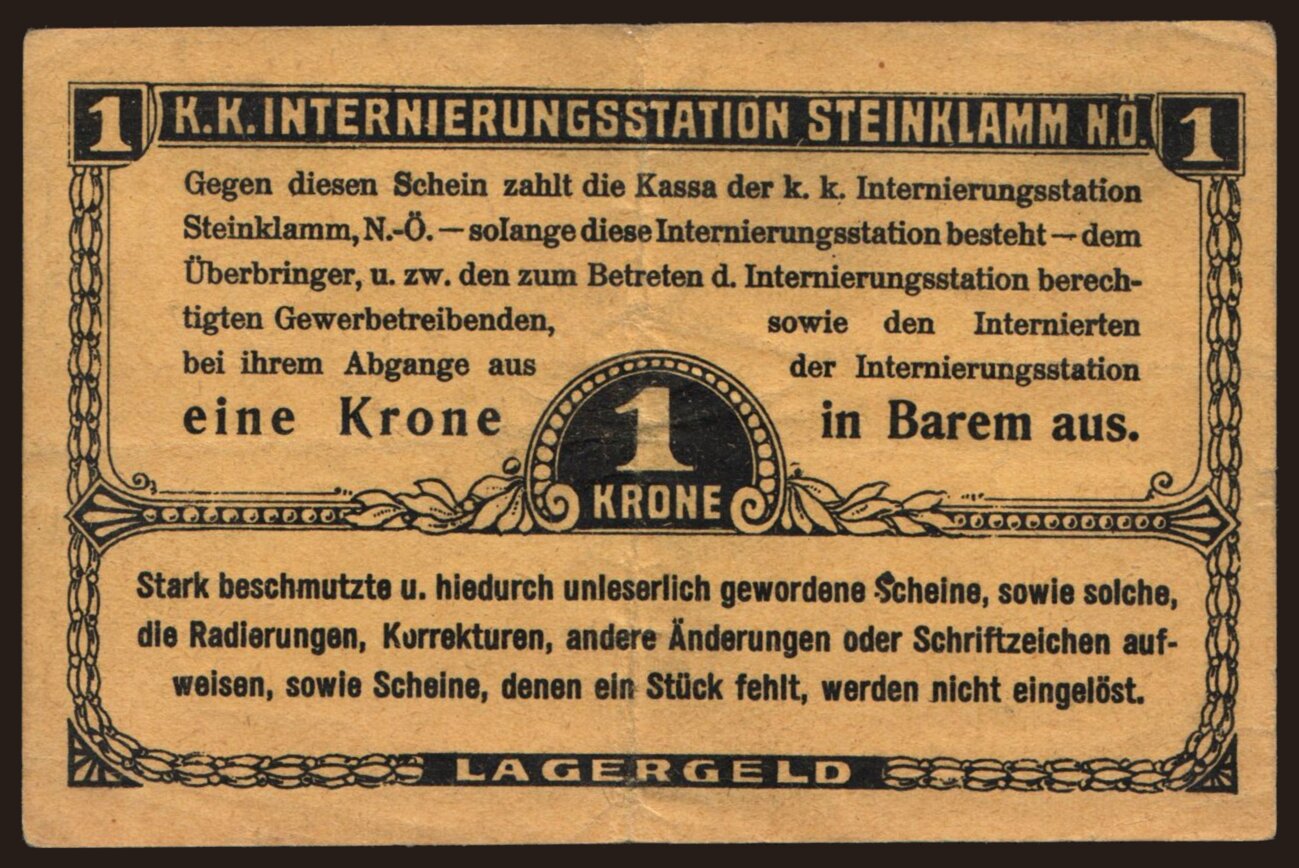 1 K.K. INTERNIERUNGSSTATION STEINKLAMM N.Ö. 1
Gegen diesen Schein zahlt die Kassa der k. k. Internierungsstation
Steinklamm, N.-Ö. — solange diese Internierungsstation besteht — dem
Überbringer, u. zw. den zum Betreten d. Internierungsstation berech-
tigten Gewerbetreibenden, sowie den Internierten
bei ihrem Abgange aus der Internierungsstation
eine Krone in Barem aus.
1
KRONE
Stark beschmutzte u. hiedurch unleserlich gewordene Scheine, sowie solche,
die Radierungen, Korrekturen, andere Änderungen oder Schriftzeichen auf-
weisen, sowie Scheine, denen ein Stück fehlt, werden nicht eingelöst.
LAGERGELD